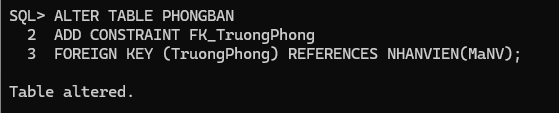 SQL> ALTER TABLE PHONGBAN
  2  ADD CONSTRAINT FK_TruongPhong
  3  FOREIGN KEY (TruongPhong) REFERENCES NHANVIEN(MaNV);
Table altered.